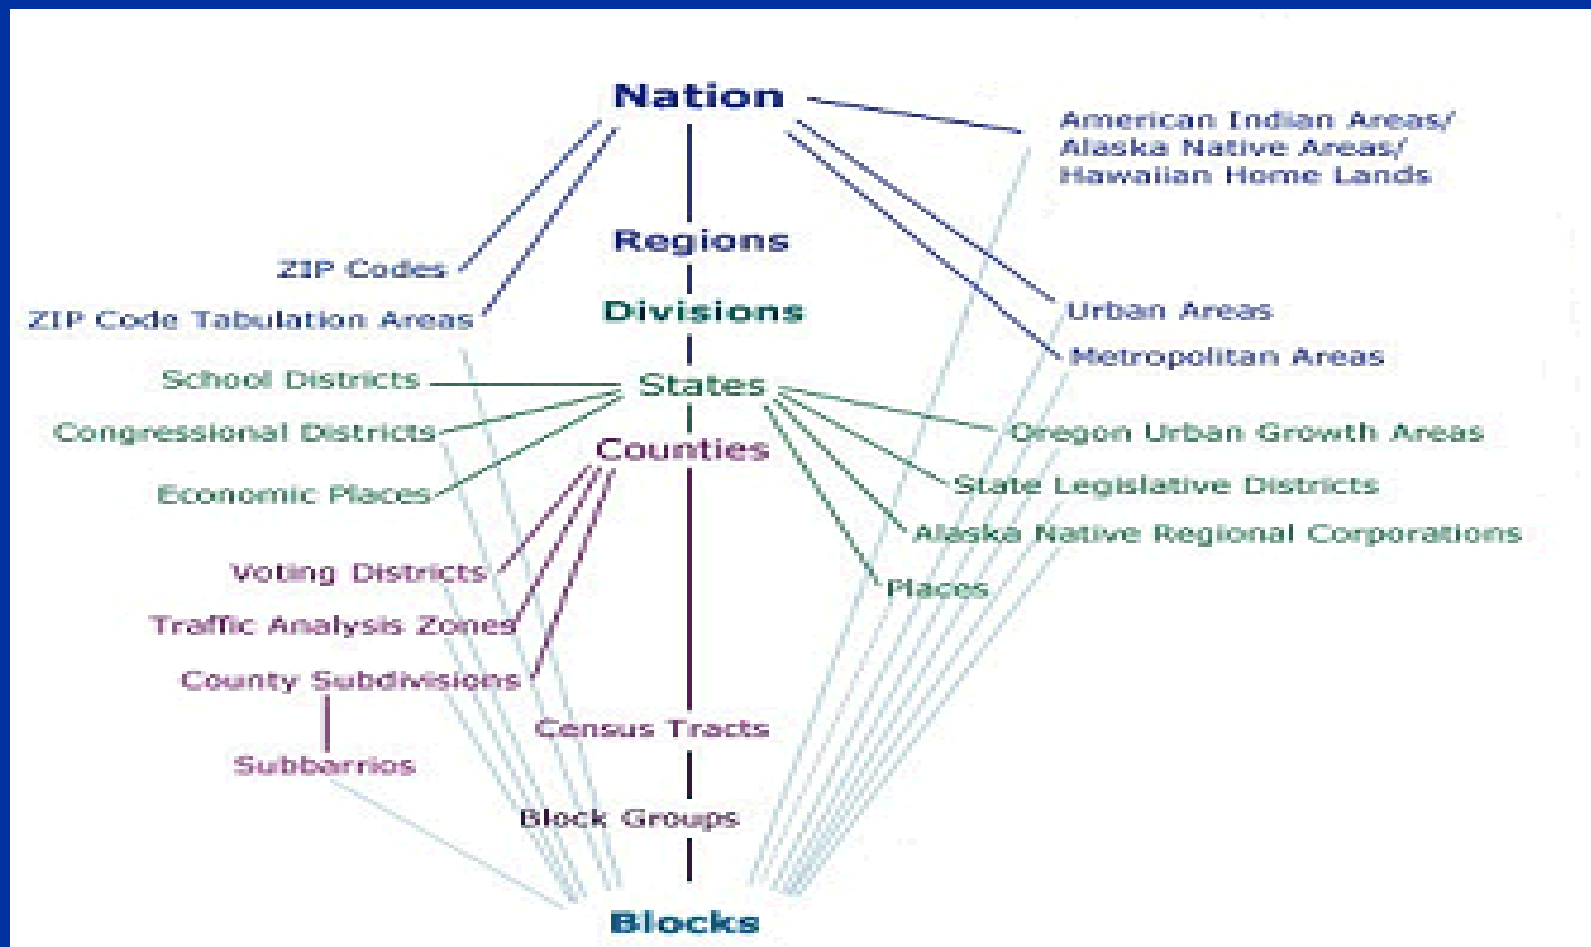 Nation
American Indian Areas/
Alaska Native Areas/
Hawaiian Home Lands
Regions
ZIP Codes
Divisions
Urban Areas
ZIP Code Tabulation Areas
Metropolitan Areas
School Districts
States
Congressional Districts
Oregon Urban Growth Areas
Counties
Economic Places
State Legislative Districts
Alaska Native Regional Corporations
Voting Districts
Places
Traffic Analysis Zones
County Subdivisions
Census Tracts
Subbarrios
Block Groups
Blocks